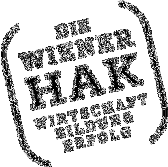 DIE
WIENER
HAK
WIRTSCHAFT
BILDUNG
ERFOLG